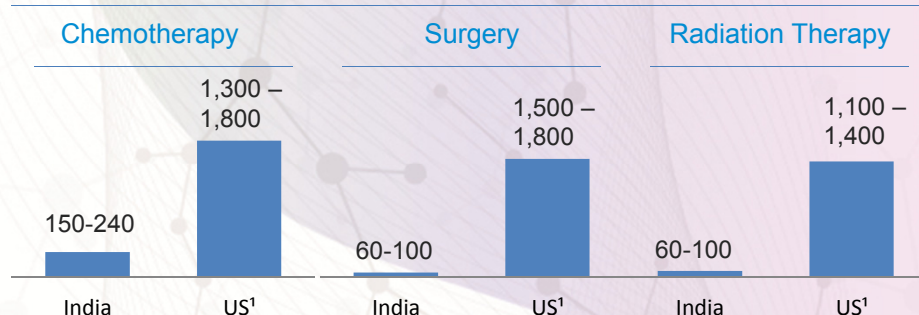 Chemotherapy
Surgery
Radiation Therapy
1,300 –
1,800
150-240
India
US¹
1,500 –
1,800
60-100
India
US¹
1,100 –
1,400
60-100
India
US¹